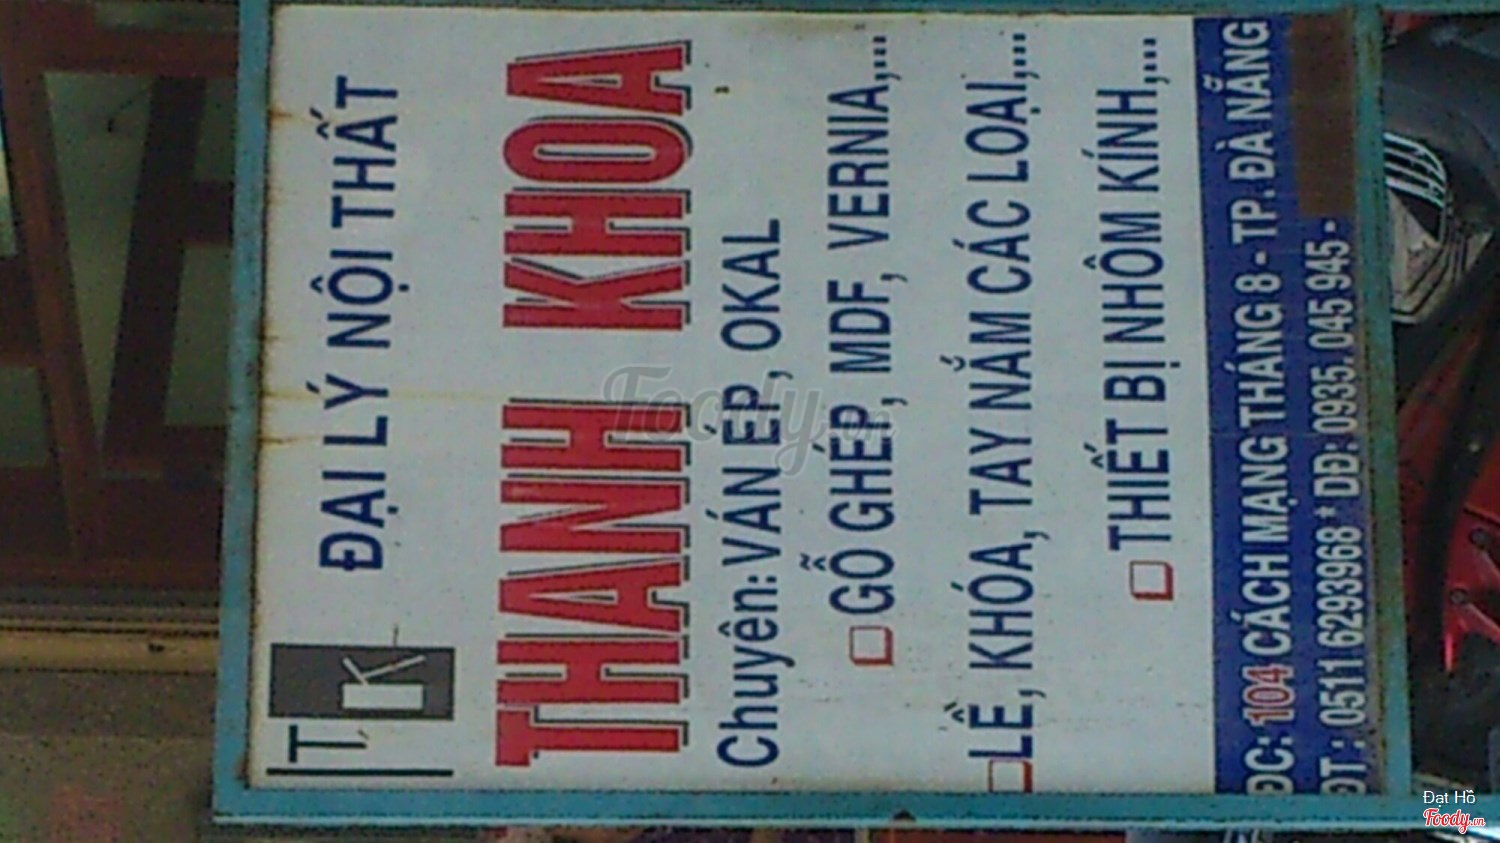 TK
ĐẠI LÝ NỘI THẤT
THANH KHOA
Chuyên: VÁN ÉP, OKAL
GỖ GHÉP, MDF, VERNIA,...
LỀ, KHÓA, TAY NẮM CÁC LOẠI,...
THIẾT BỊ NHÔM KÍNH,...
ĐC: 104 CÁCH MẠNG THÁNG 8 - TP. ĐÀ NẴNG
ĐT: 0511 6293968 * DĐ: 0935. 045 945 -
Foody.vn
Đạt Hồ
Foody.vn